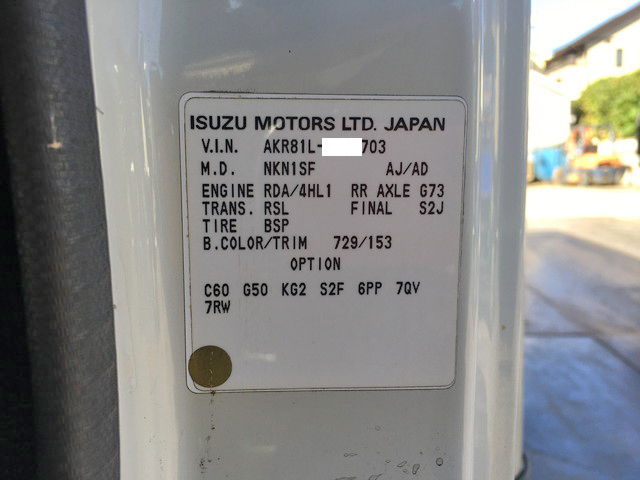 ISUZU MOTORS LTD. JAPAN
V.I.N. AKR81L- 703
M.D. NKN1SF AJ/AD
ENGINE RDA/4HL1 RR AXLE G73
TRANS. RSL FINAL S2J
TIRE BSP
B.COLOR/TRIM 729/153
OPTION
C60 G50 KG2 S2F 6PP 7QV
7RW